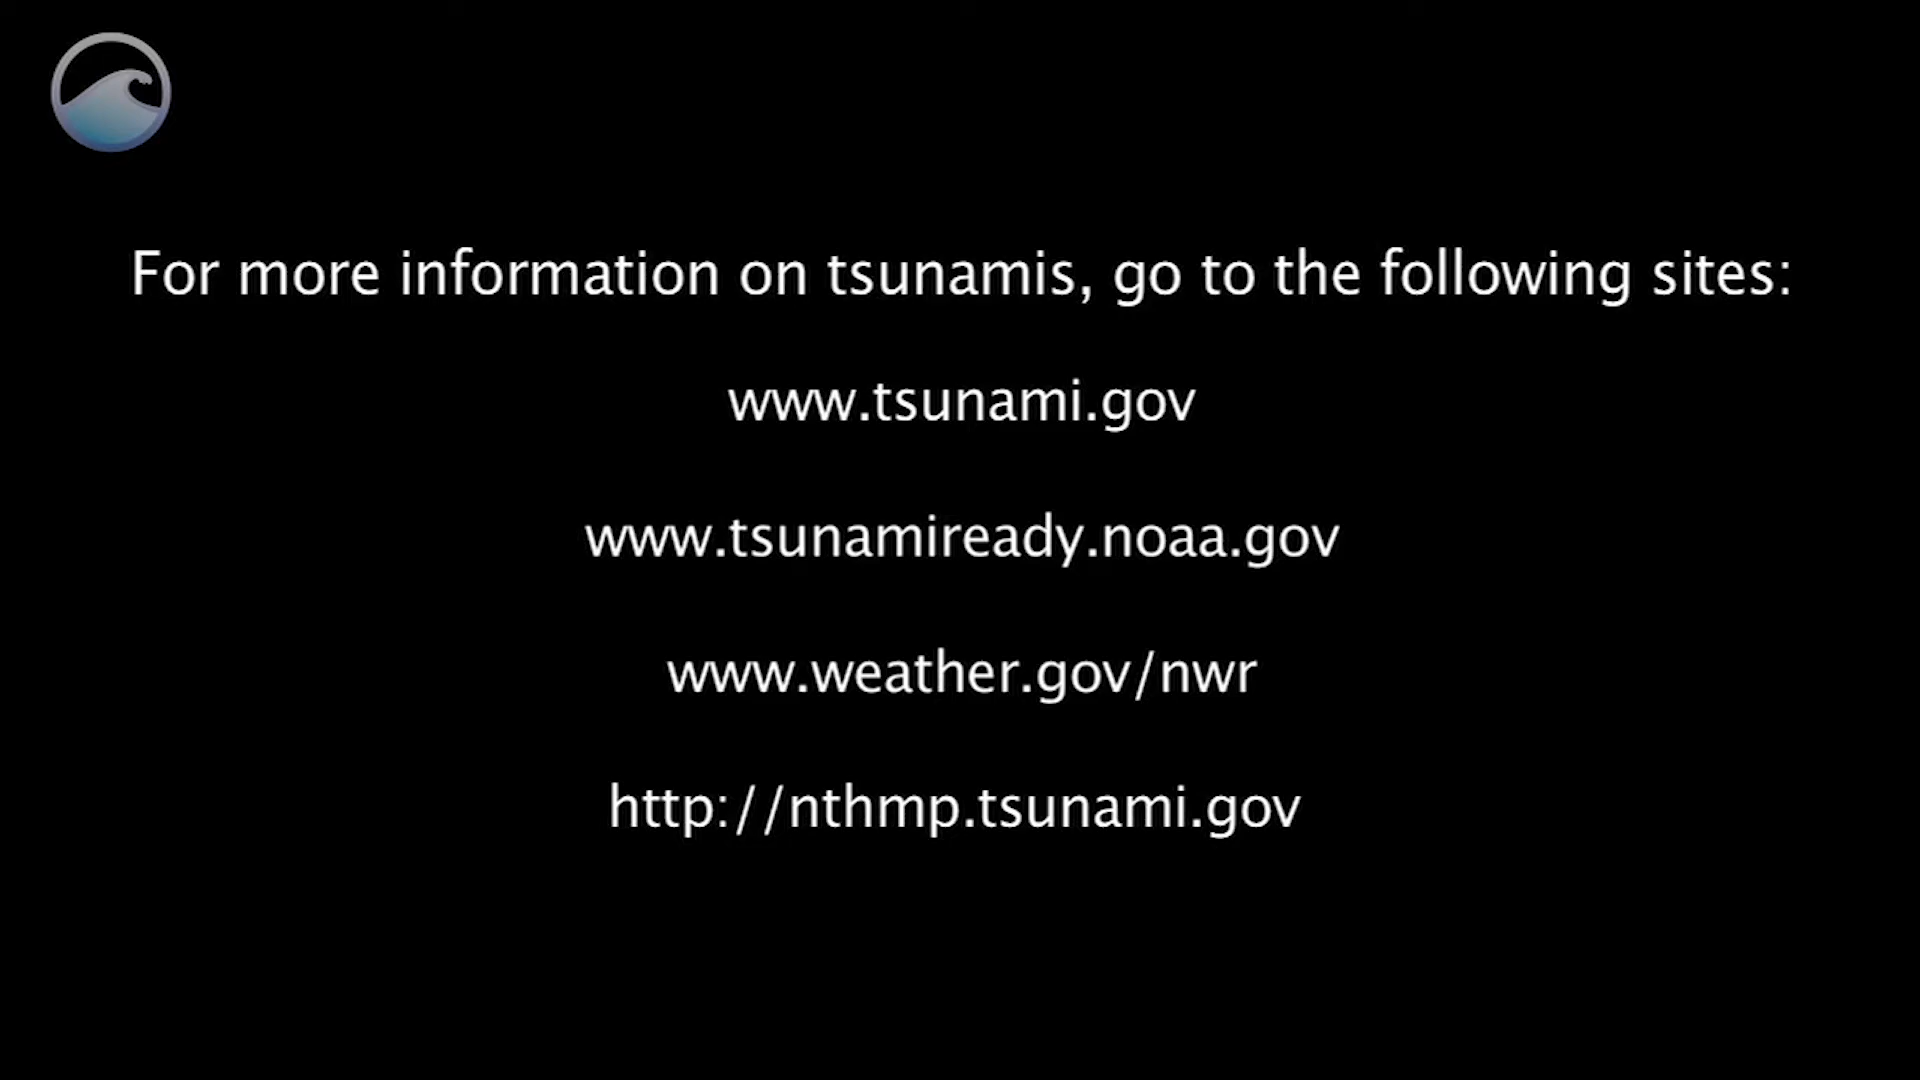 For more information on tsunamis, go to the following sites:
www.tsunami.gov
www.tsunamiready.noaa.gov
www.weather.gov/nwr
http://nthmp.tsunami.gov